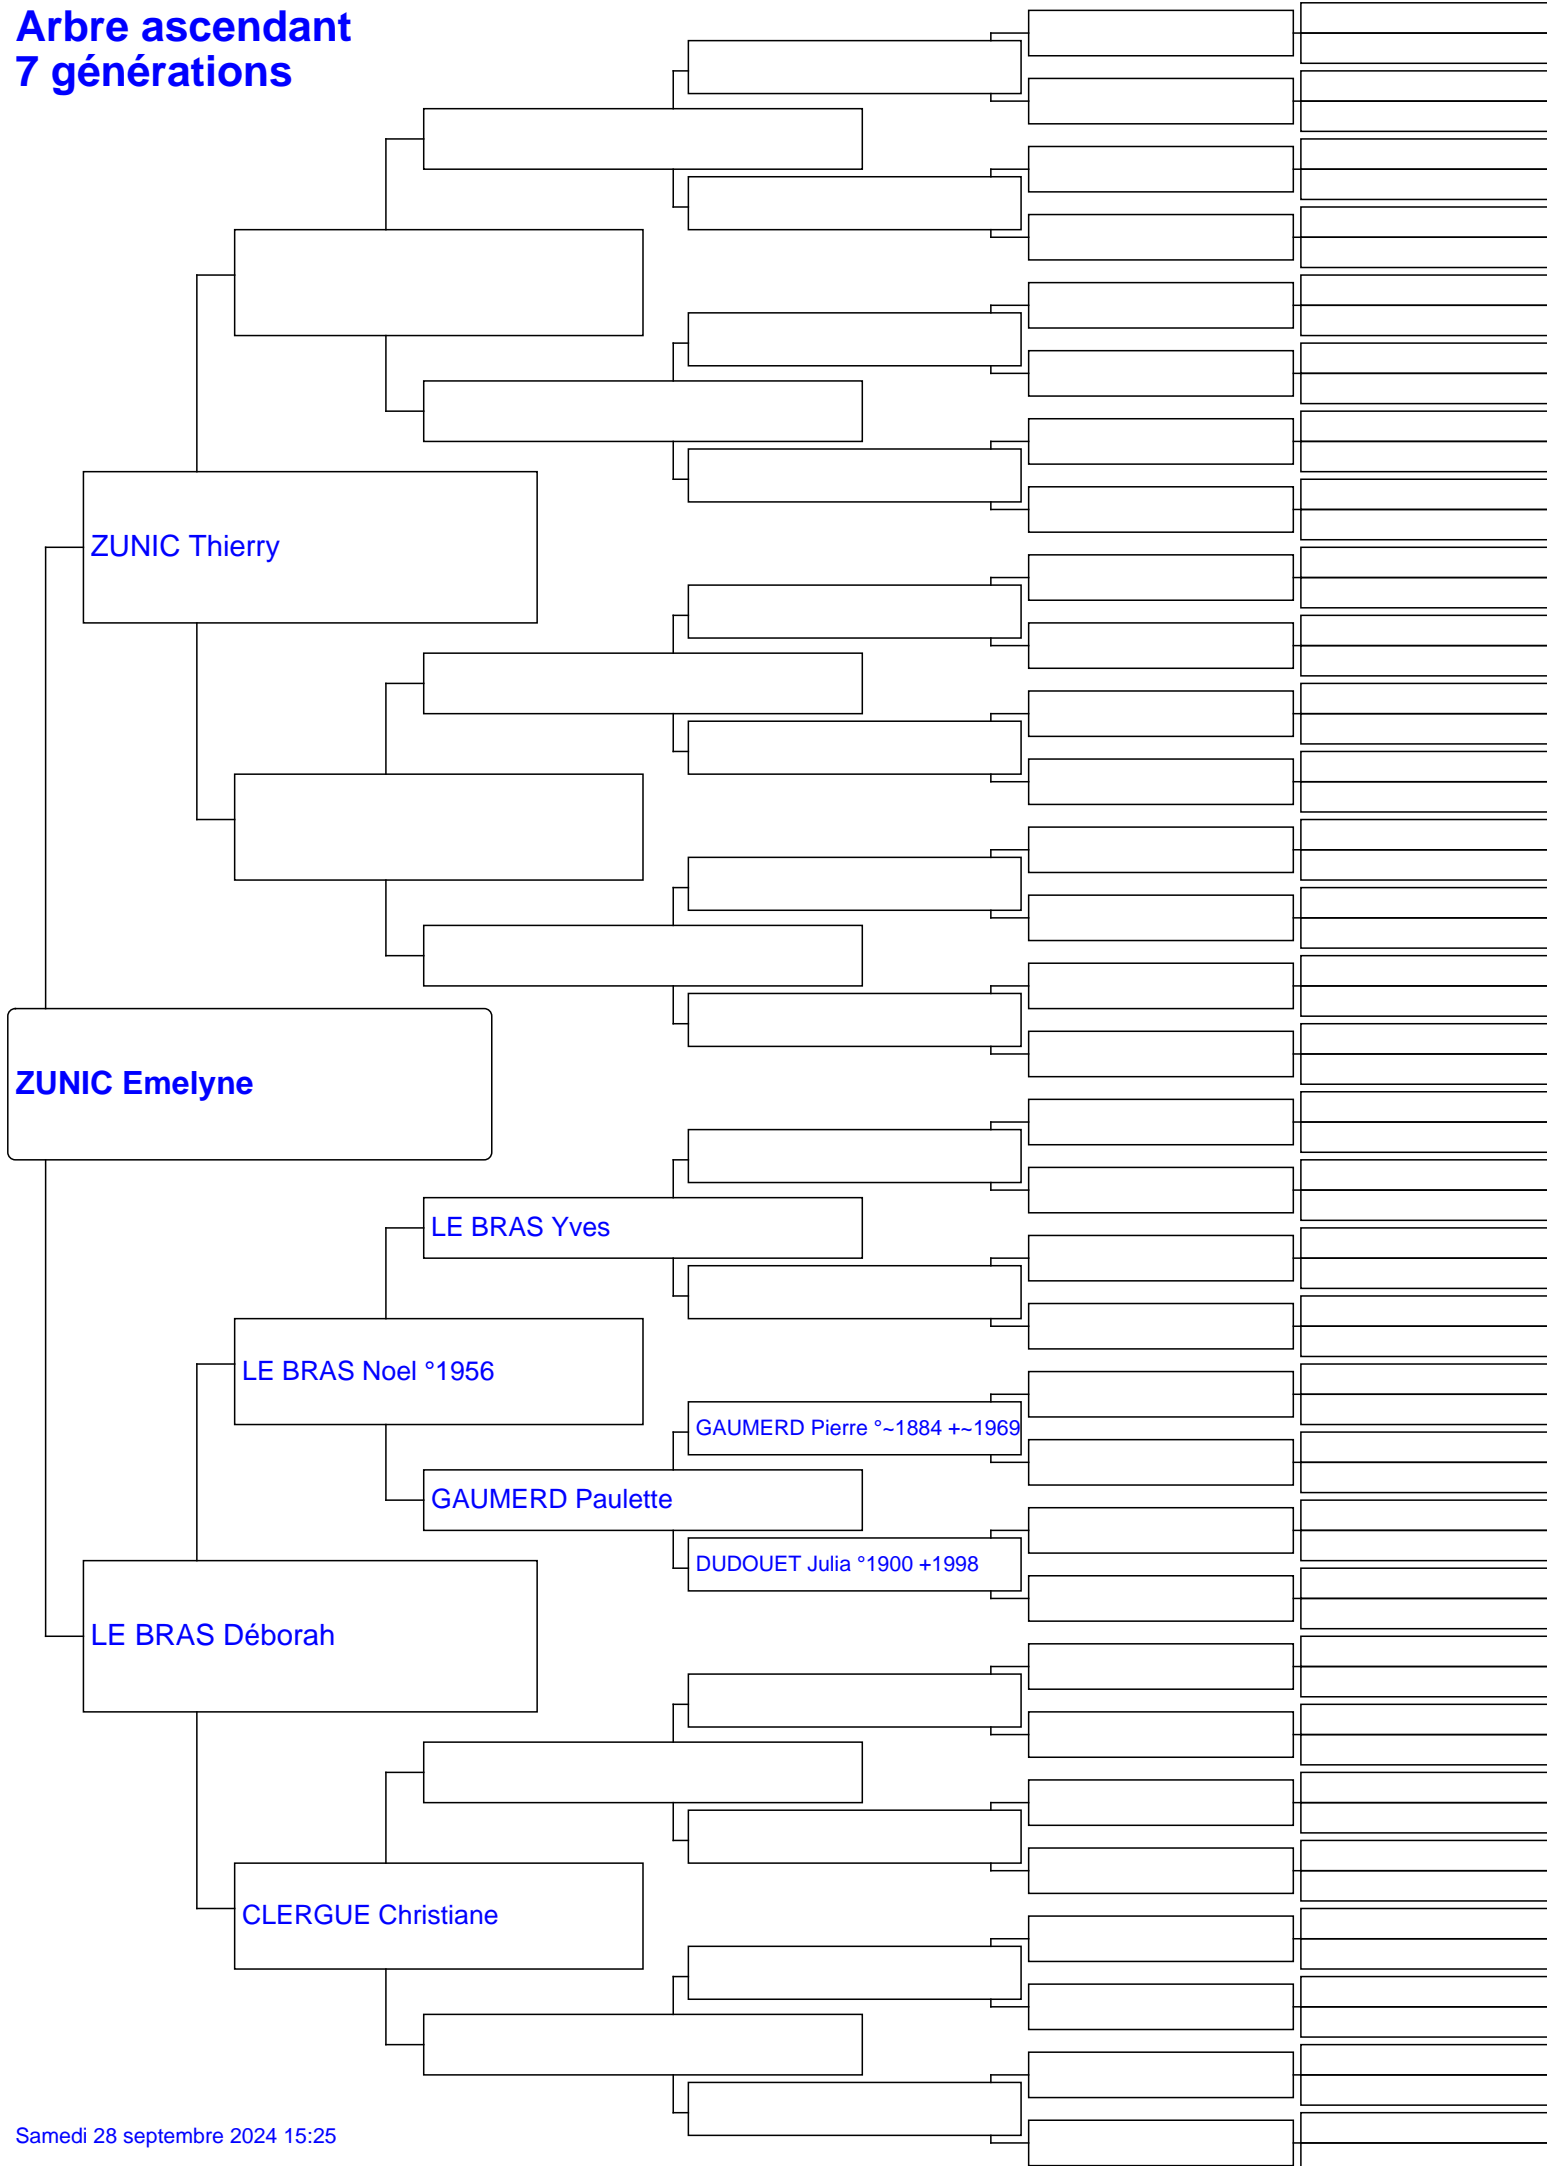 Arbre ascendant
7 générations
ZUNIC Thierry
ZUNIC Emelyne
LE BRAS Yves
LE BRAS Noel °1956
GAUMERD Pierre °~1884 +~1969
GAUMERD Paulette
DUDOUET Julia °1900 +1998
LE BRAS Déborah
CLERGUE Christiane
Samedi 28 septembre 2024 15:25